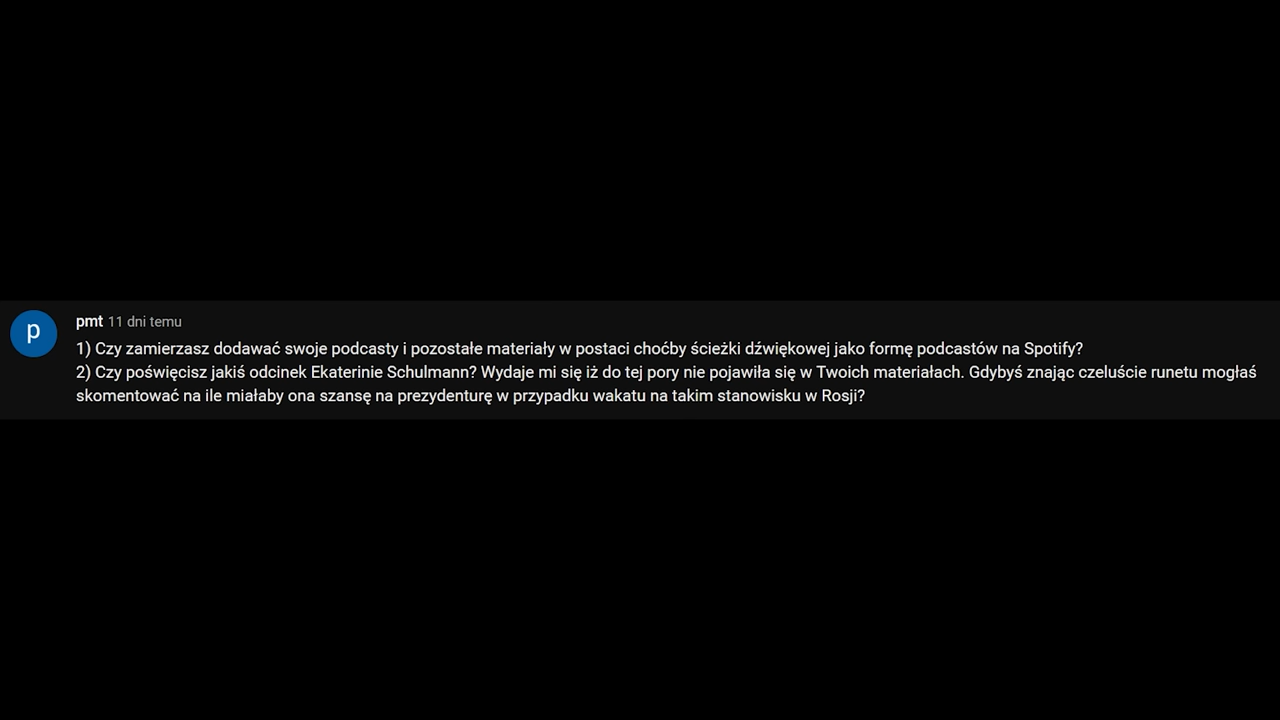 p
pmt 11 dni temu
1) Czy zamierzasz dodawać swoje podcasty i pozostałe materiały w postaci choćby ścieżki dźwiękowej jako formę podcastów na Spotify?
2) Czy poświęcisz jakiś odcinek Ekaterinie Schulmann? Wydaje mi się iż do tej pory nie pojawiła się w Twoich materiałach. Gdybyś znając czeluście runetu mogłaś
skomentować na ile miałaby ona szansę na prezydenturę w przypadku wakatu na takim stanowisku w Rosji?